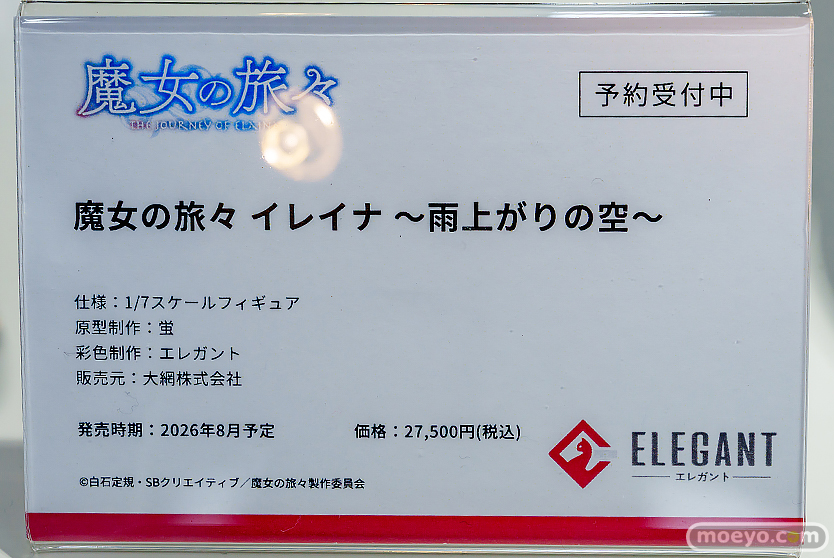 魔女の旅々
THE JOURNEY OF ELAINA
予約受付中
魔女の旅々 イレイナ ～雨上がりの空～
仕様：1/7スケールフィギュア
原型制作：蛍
彩色制作：エレガント
販売元：大網株式会社
発売時期：2026年8月予定
価格：27,500円(税込)
ELEGANT
エレガント
©白石定規・SBクリエイティブ／魔女の旅々製作委員会
moeyo.com